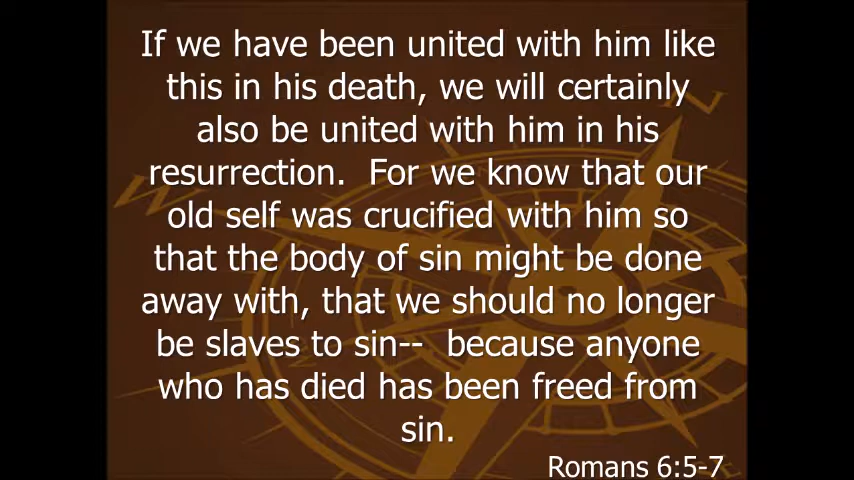 If we have been united with him like
this in his death, we will certainly
also be united with him in his
resurrection.  For we know that our
old self was crucified with him so
that the body of sin might be done
away with, that we should no longer
be slaves to sin--  because anyone
who has died has been freed from
sin.
Romans 6:5-7